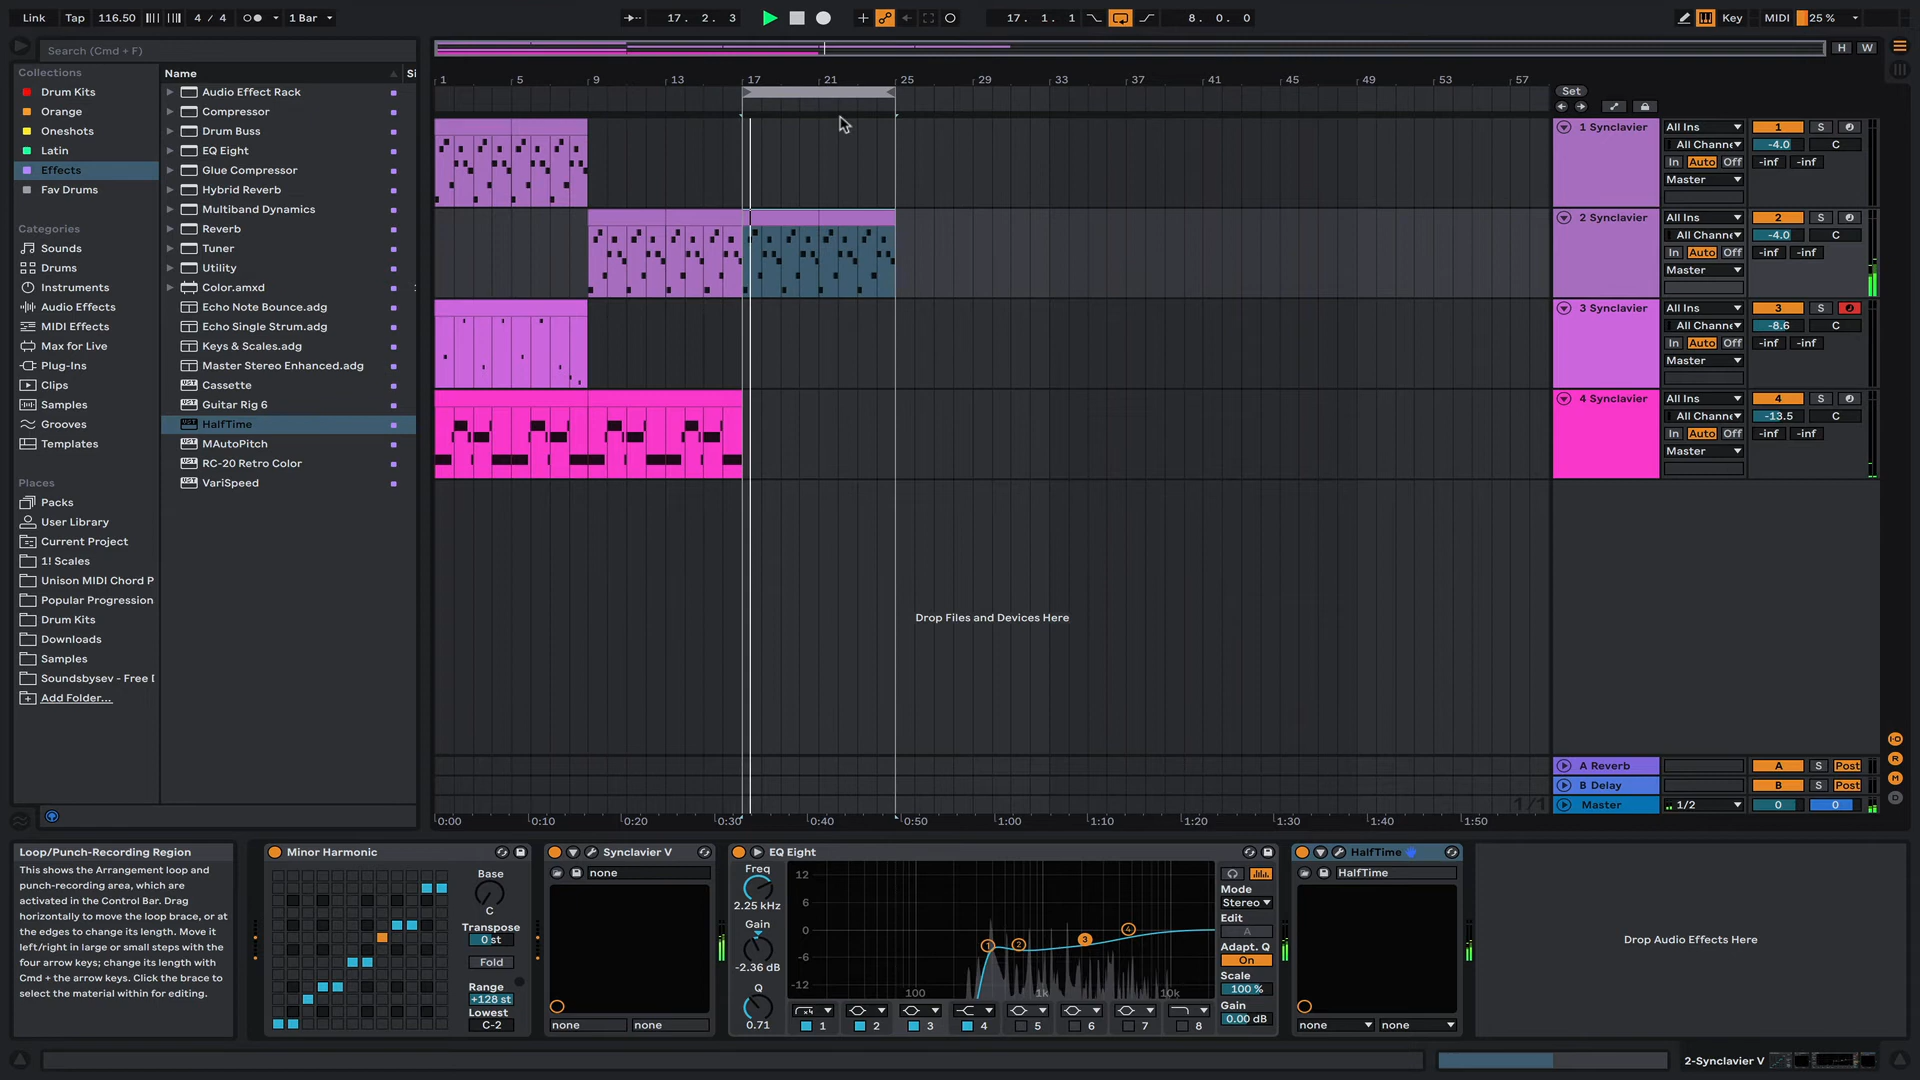 Link Tap 116.50 4 / 4 1 Bar 17. 2. 3 17. 1. 1 8. 0. 0 Key MIDI 25 %
Search (Cmd + F)
H W
Collections
Drum Kits
Orange
Oneshots
Latin
Effects
Fav Drums
Categories
Sounds
Drums
Instruments
Audio Effects
MIDI Effects
Max for Live
Plug-Ins
Clips
Samples
Grooves
Templates
Places
Packs
User Library
Current Project
1! Scales
Unison MIDI Chord P
Popular Progression
Drum Kits
Downloads
Samples
Soundsbysev - Free D
Add Folder...
Name Si
Audio Effect Rack
Compressor
Drum Buss
EQ Eight
Glue Compressor
Hybrid Reverb
Multiband Dynamics
Reverb
Tuner
Utility
Color.amxd
Echo Note Bounce.adg
Echo Single Strum.adg
Keys & Scales.adg
Master Stereo Enhanced.adg
Cassette
Guitar Rig 6
HalfTime
MAutoPitch
RC-20 Retro Color
VariSpeed
1 5 9 13 17 21 25 29 33 37 41 45 49 53 57
Set
1 Synclavier All Ins 1 S
All Channe -4.0 C
In Auto Off -inf -inf
Master
2 Synclavier All Ins 2 S
All Channe -4.0 C
In Auto Off -inf -inf
Master
3 Synclavier All Ins 3 S
All Channe -8.6 C
In Auto Off -inf -inf
Master
4 Synclavier All Ins 4 S
All Channe -13.5 C
In Auto Off -inf -inf
Master
Drop Files and Devices Here
A Reverb A S Post
B Delay B S Post
1/1 Master 1/2 0 0
0:00 0:10 0:20 0:30 0:40 0:50 1:00 1:10 1:20 1:30 1:40 1:50
Loop/Punch-Recording Region
This shows the Arrangement loop and
punch-recording area, which are
activated in the Control Bar. Drag
horizontally to move the loop brace, or at
the edges to change its length. Move it
left/right in large or small steps with the
four arrow keys; change its length with
Cmd + the arrow keys. Click the brace to
select the material within for editing.
Minor Harmonic
Base
C
Transpose
0 st
Fold
Range
+128 st
Lowest
C-2
Synclavier V
none
none none
EQ Eight
Freq
2.25 kHz
Gain
-2.36 dB
Q
0.71
12
6
0
-6
-12
100 1k 10k
1 2 3 4
x4
1 2 3 4 5 6 7 8
Mode
Stereo
Edit
A
Adapt. Q
On
Scale
100 %
Gain
0.00 dB
HalfTime
HalfTime
none none
Drop Audio Effects Here
2-Synclavier V